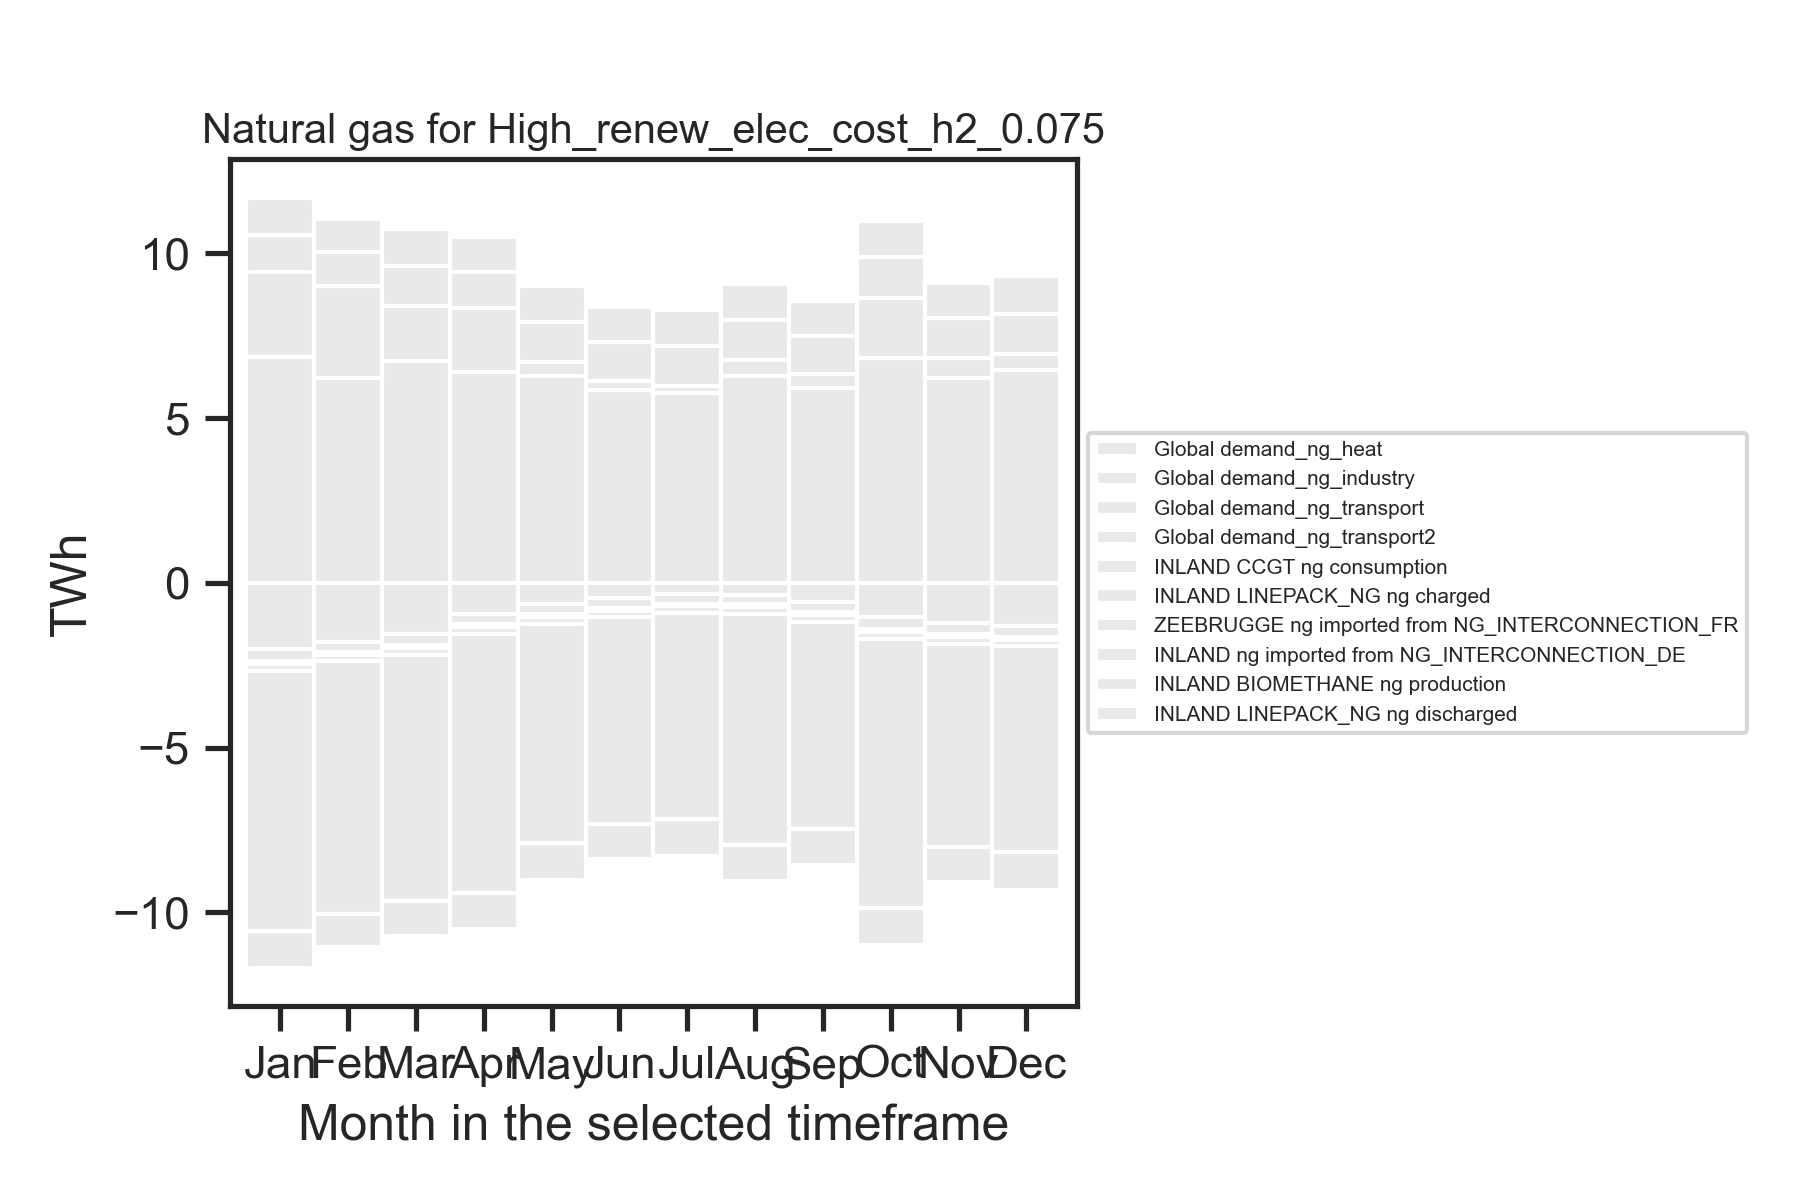 Natural gas for High_renew_elec_cost_h2_0.075
10
5
0
−5
−10
TWh
Jan Feb Mar Apr May Jun Jul Aug Sep Oct Nov Dec
Month in the selected timeframe
Global demand_ng_heat
Global demand_ng_industry
Global demand_ng_transport
Global demand_ng_transport2
INLAND CCGT ng consumption
INLAND LINEPACK_NG ng charged
ZEEBRUGGE ng imported from NG_INTERCONNECTION_FR
INLAND ng imported from NG_INTERCONNECTION_DE
INLAND BIOMETHANE ng production
INLAND LINEPACK_NG ng discharged